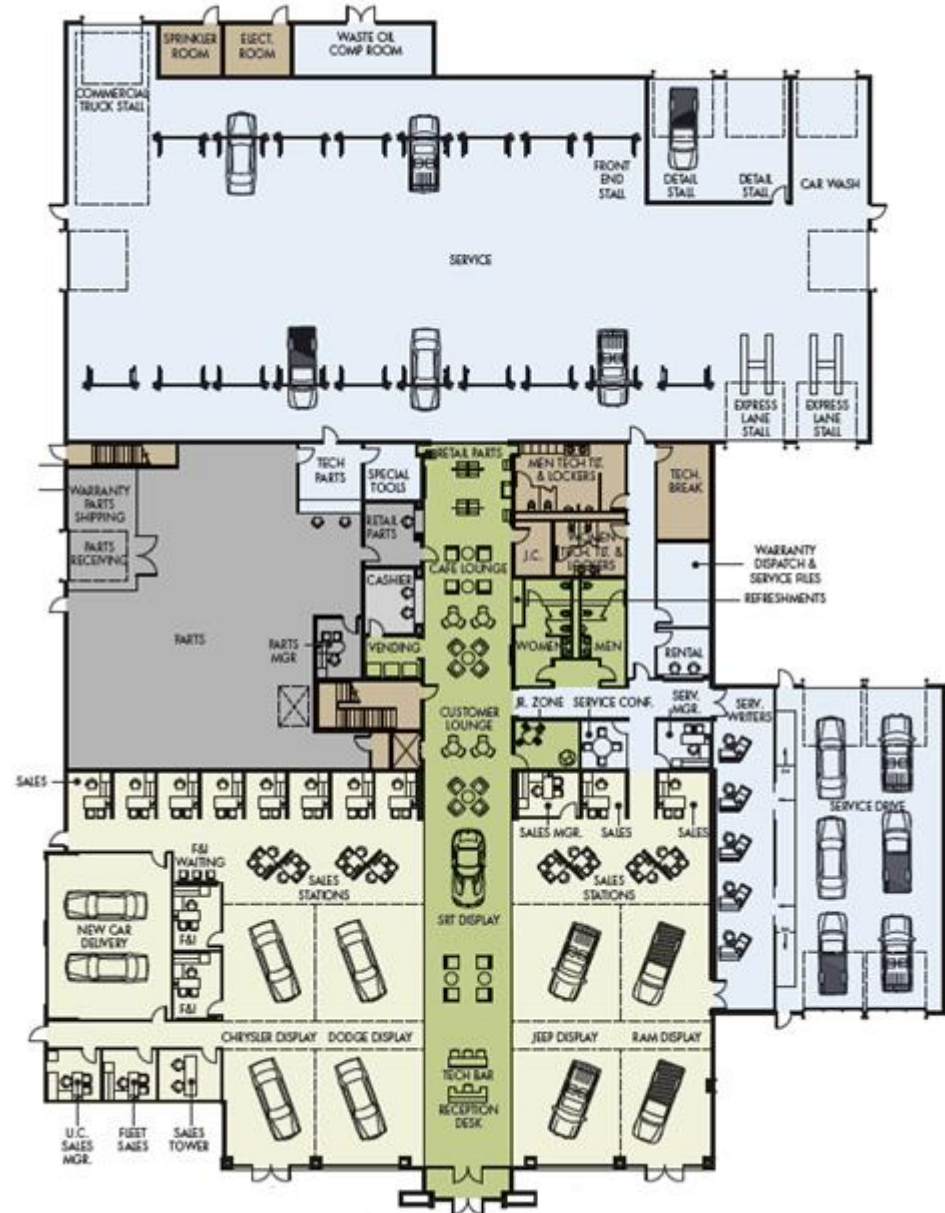 SPRINKLER
ROOM
ELECT.
ROOM
WASTE OIL
COMP ROOM
COMMERCIAL
TRUCK STALL
FRONT
END
STALL
DETAIL
STALL
DETAIL
STALL
CAR WASH
SERVICE
EXPRESS
LANE
STALL
EXPRESS
LANE
STALL
TECH
PARTS
SPECIAL
TOOLS
RETAIL PARTS
MEN TECH TLT.
& LOCKERS
TECH.
BREAK
WARRANTY
PARTS
SHIPPING
PARTS
RECEIVING
RETAIL
PARTS
J.C.
WOMEN
TECH. TLT. &
LOCKERS
WARRANTY
DISPATCH &
SERVICE FILES
CAFE LOUNGE
CASHIER
REFRESHMENTS
PARTS
PARTS
MGR
VENDING
WOMEN
MEN
RENTAL
CUSTOMER
LOUNGE
JR. ZONE
SERVICE CONF.
SERV.
MGR.
SERV.
WRITERS
SALES
SALES MGR.
SALES
SALES
SERVICE DRIVE
F&I
WAITING
SALES
STATIONS
SALES
STATIONS
NEW CAR
DELIVERY
F&I
SRT DISPLAY
F&I
CHRYSLER DISPLAY
DODGE DISPLAY
JEEP DISPLAY
RAM DISPLAY
TECH BAR
RECEPTION
DESK
U.C.
SALES
MGR.
FLEET
SALES
SALES
TOWER